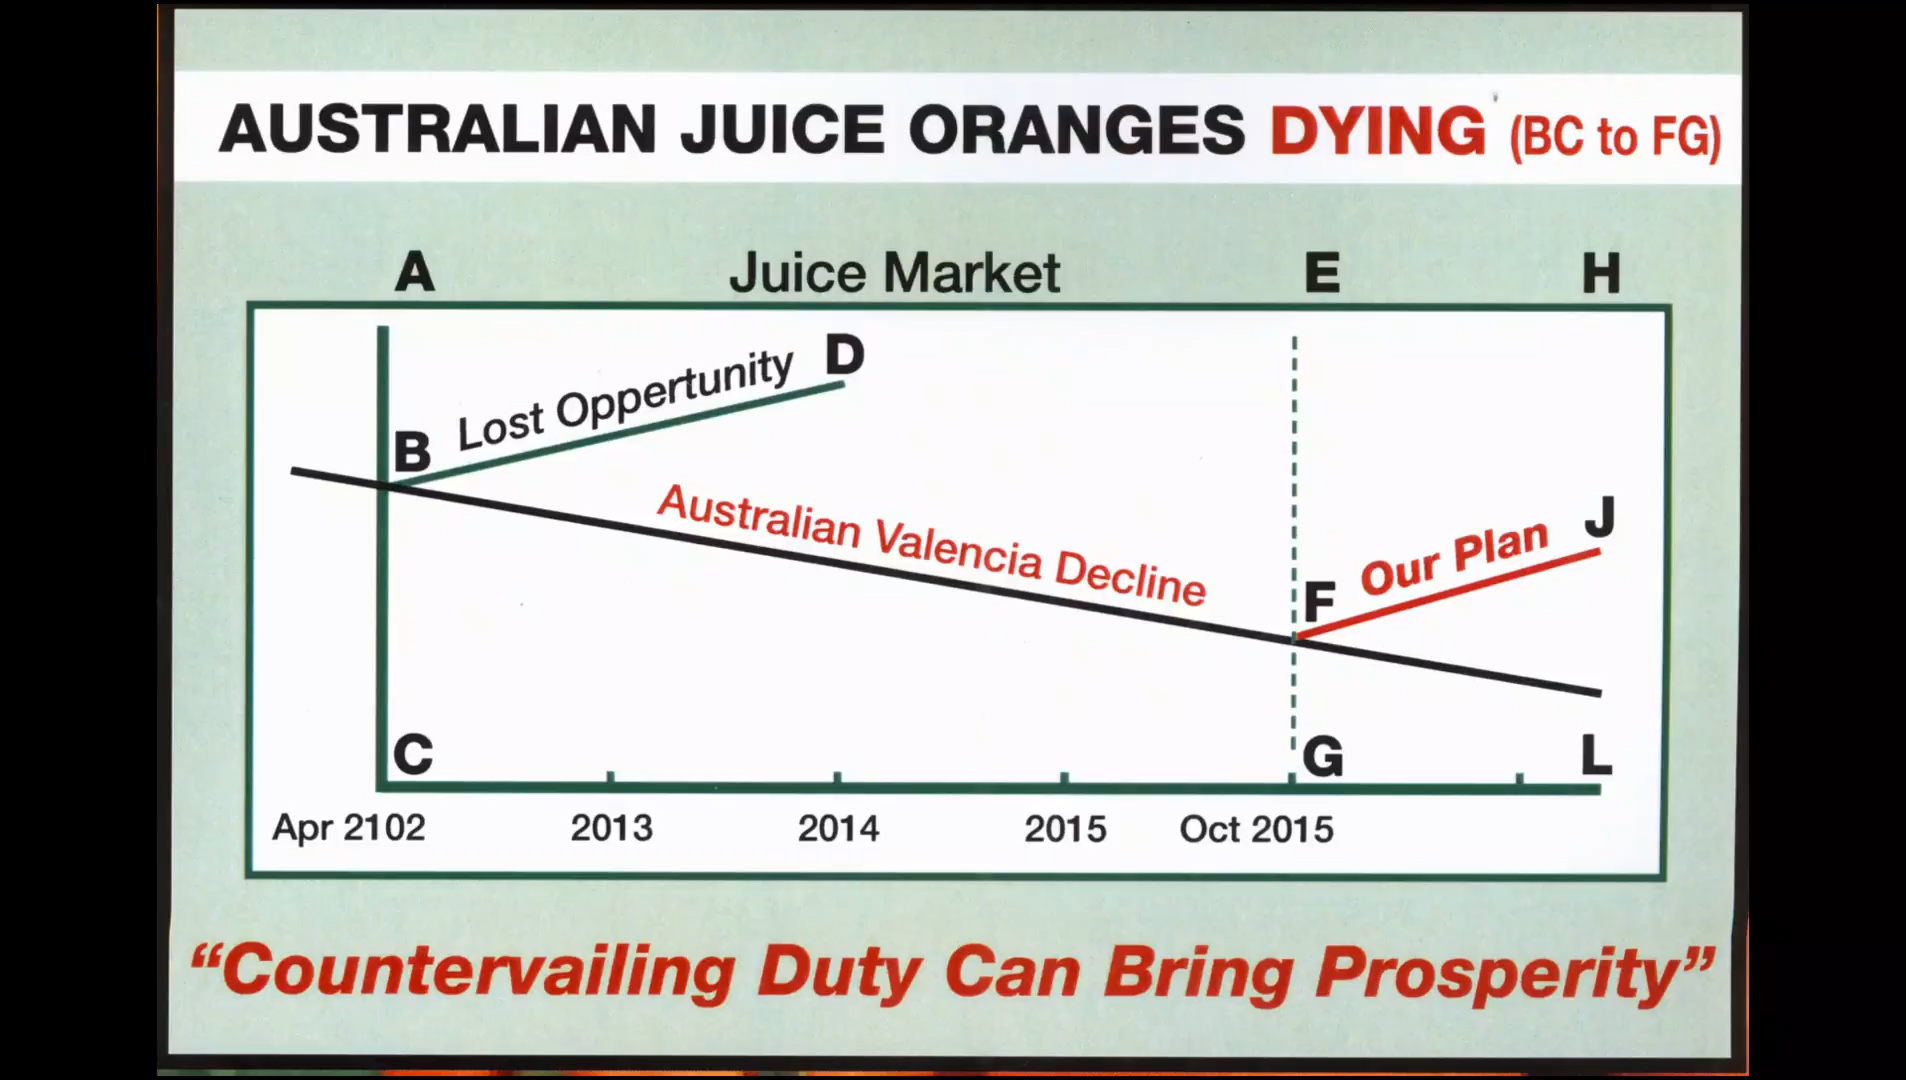 AUSTRALIAN JUICE ORANGES DYING (BC to FG)
A Juice Market E H
Lost Oppertunity D
B
Australian Valencia Decline
Our Plan J
F
C G L
Apr 2102 2013 2014 2015 Oct 2015
“Countervailing Duty Can Bring Prosperity”